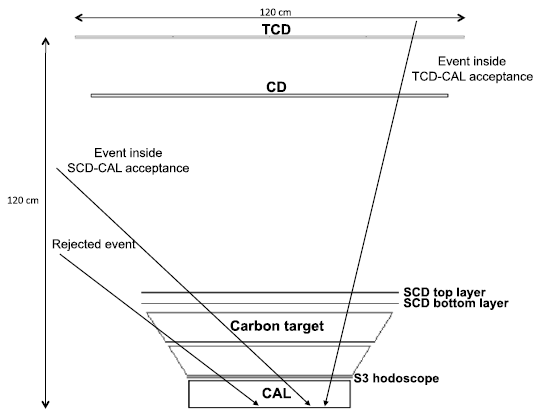 120 cm
TCD
Event inside
TCD-CAL acceptance
CD
Event inside
SCD-CAL acceptance
120 cm
Rejected event
SCD top layer
SCD bottom layer
Carbon target
S3 hodoscope
CAL